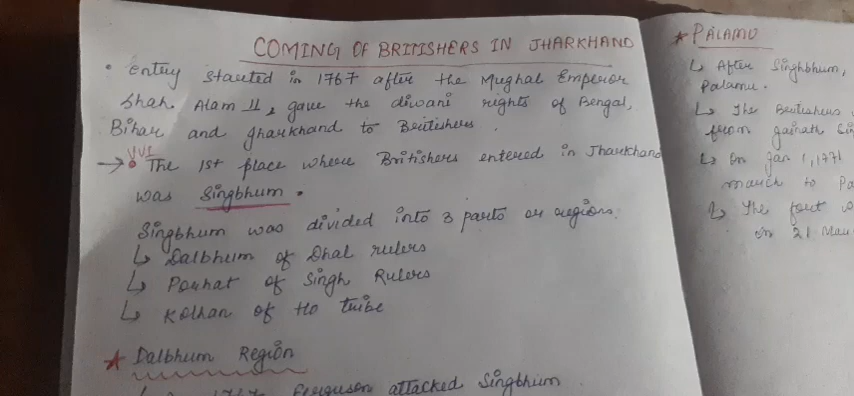 COMING OF BRITISHERS IN JHARKHAND
• entry started in 1767 after the Mughal Emperor
Shah Alam II, gave the diwani rights of Bengal,
Bihar and Jharkhand to Britishers.
VVI
→ • The 1st place where Britishers entered in Jharkhand
was Singbhum.
Singbhum was divided into 3 parts or regions.
↳ Dalbhum of Dhal rulers
↳ Porhat of Singh Rulers
↳ Kolhan of Ho tribe
★ Dalbhum Region
Ferguson attacked Singbhum
★ PALAMU
↳ After Singbhum,
Palamu.
↳ The Britishers
from
↳ On Jan 1, 1771
march to
↳ The fort
on 21